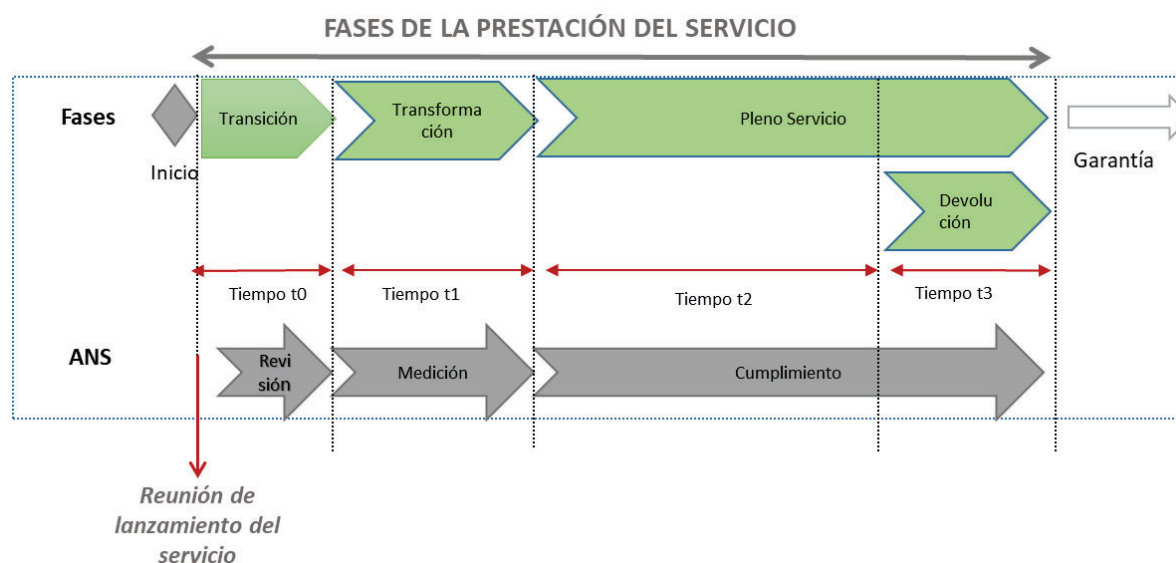 FASES DE LA PRESTACIÓN DEL SERVICIO
Fases
Inicio
Transición
Transforma
ción
Pleno Servicio
Garantía
Devolu
ción
Tiempo t0
Tiempo t1
Tiempo t2
Tiempo t3
ANS
Revi
sión
Medición
Cumplimiento
Reunión de
lanzamiento del
servicio